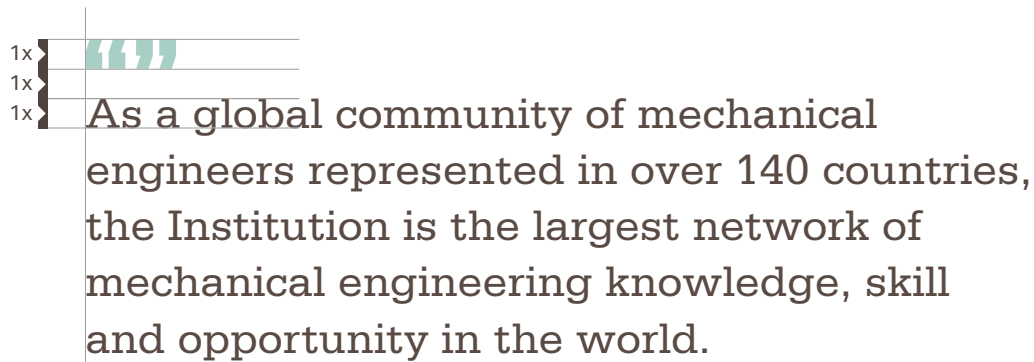 1x
““””
1x
1x
As a global community of mechanical
engineers represented in over 140 countries,
the Institution is the largest network of
mechanical engineering knowledge, skill
and opportunity in the world.